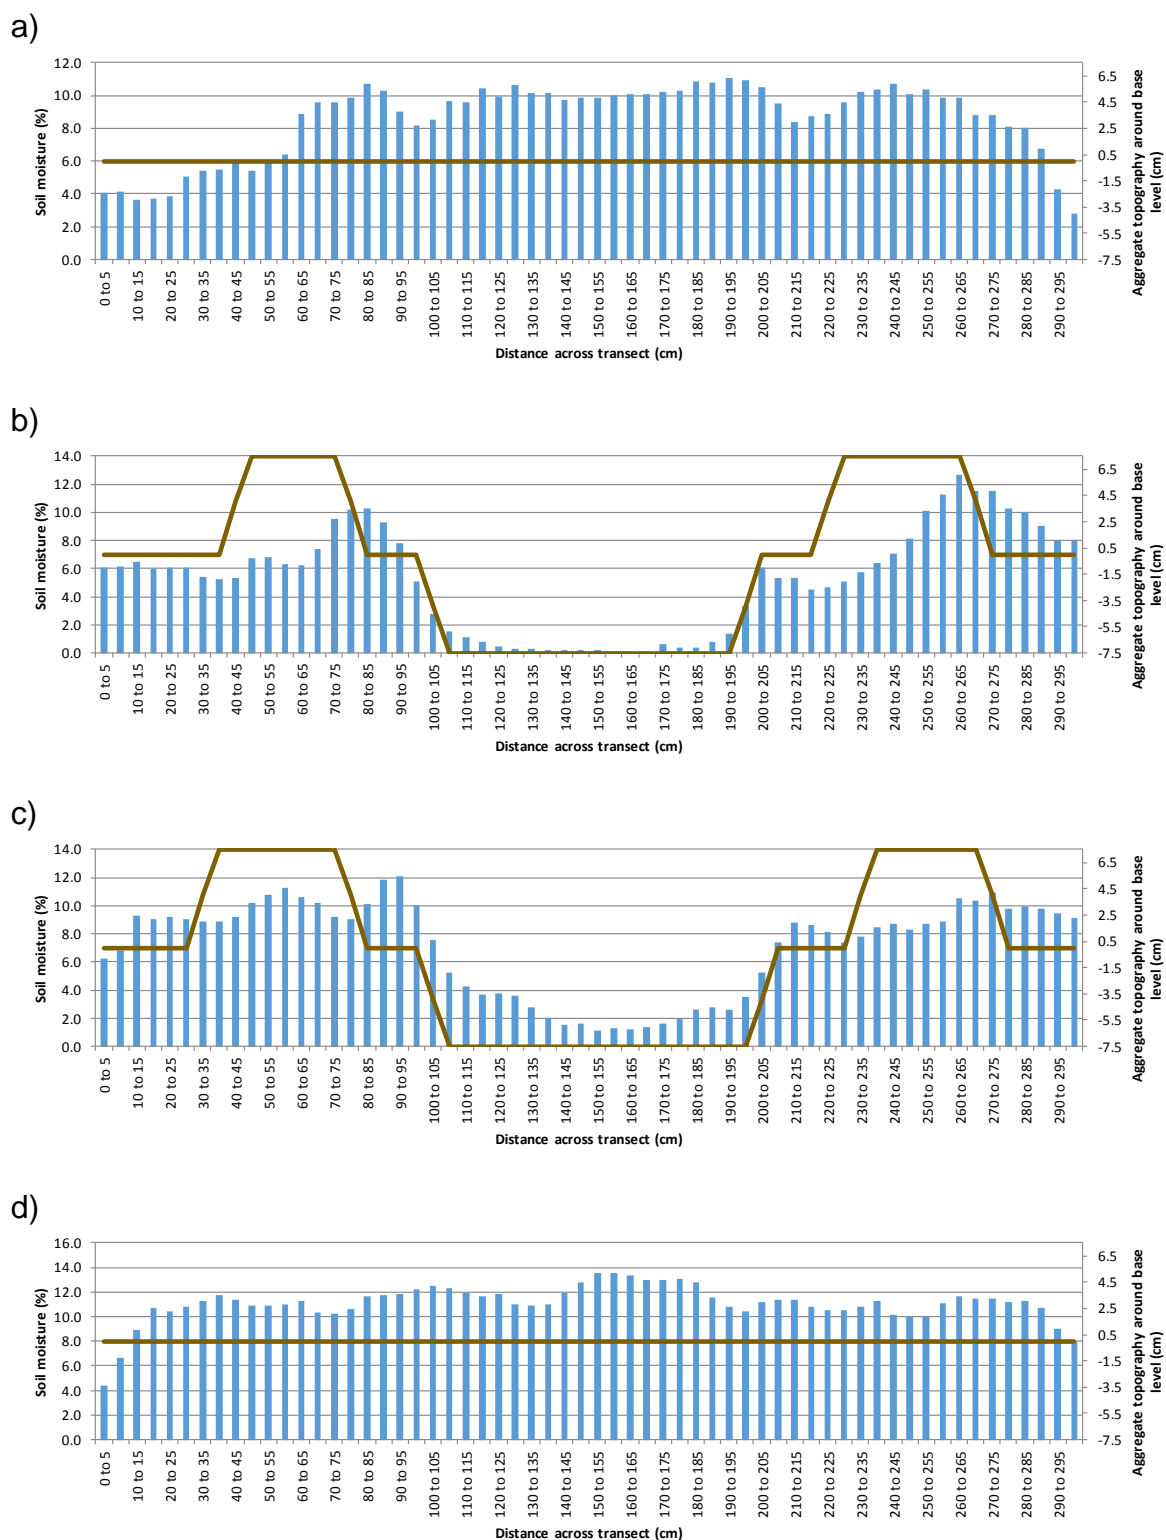 a)
12.0
10.0
8.0
6.0
4.0
2.0
0.0
Soil moisture (%)
6.5
4.5
2.5
0.5
-1.5
-3.5
-5.5
-7.5
Aggregate topography around base
level (cm)
0 to 5
10 to 15
20 to 25
30 to 35
40 to 45
50 to 55
60 to 65
70 to 75
80 to 85
90 to 95
100 to 105
110 to 115
120 to 125
130 to 135
140 to 145
150 to 155
160 to 165
170 to 175
180 to 185
190 to 195
200 to 205
210 to 215
220 to 225
230 to 235
240 to 245
250 to 255
260 to 265
270 to 275
280 to 285
290 to 295
Distance across transect (cm)
b)
14.0
12.0
10.0
8.0
6.0
4.0
2.0
0.0
Soil moisture (%)
6.5
4.5
2.5
0.5
-1.5
-3.5
-5.5
-7.5
Aggregate topography around base
level (cm)
0 to 5
10 to 15
20 to 25
30 to 35
40 to 45
50 to 55
60 to 65
70 to 75
80 to 85
90 to 95
100 to 105
110 to 115
120 to 125
130 to 135
140 to 145
150 to 155
160 to 165
170 to 175
180 to 185
190 to 195
200 to 205
210 to 215
220 to 225
230 to 235
240 to 245
250 to 255
260 to 265
270 to 275
280 to 285
290 to 295
Distance across transect (cm)
c)
14.0
12.0
10.0
8.0
6.0
4.0
2.0
0.0
Soil moisture (%)
6.5
4.5
2.5
0.5
-1.5
-3.5
-5.5
-7.5
Aggregate topography around base
level (cm)
0 to 5
10 to 15
20 to 25
30 to 35
40 to 45
50 to 55
60 to 65
70 to 75
80 to 85
90 to 95
100 to 105
110 to 115
120 to 125
130 to 135
140 to 145
150 to 155
160 to 165
170 to 175
180 to 185
190 to 195
200 to 205
210 to 215
220 to 225
230 to 235
240 to 245
250 to 255
260 to 265
270 to 275
280 to 285
290 to 295
Distance across transect (cm)
d)
16.0
14.0
12.0
10.0
8.0
6.0
4.0
2.0
0.0
Soil moisture (%)
6.5
4.5
2.5
0.5
-1.5
-3.5
-5.5
-7.5
Aggregate topography around base
level (cm)
0 to 5
10 to 15
20 to 25
30 to 35
40 to 45
50 to 55
60 to 65
70 to 75
80 to 85
90 to 95
100 to 105
110 to 115
120 to 125
130 to 135
140 to 145
150 to 155
160 to 165
170 to 175
180 to 185
190 to 195
200 to 205
210 to 215
220 to 225
230 to 235
240 to 245
250 to 255
260 to 265
270 to 275
280 to 285
290 to 295
Distance across transect (cm)